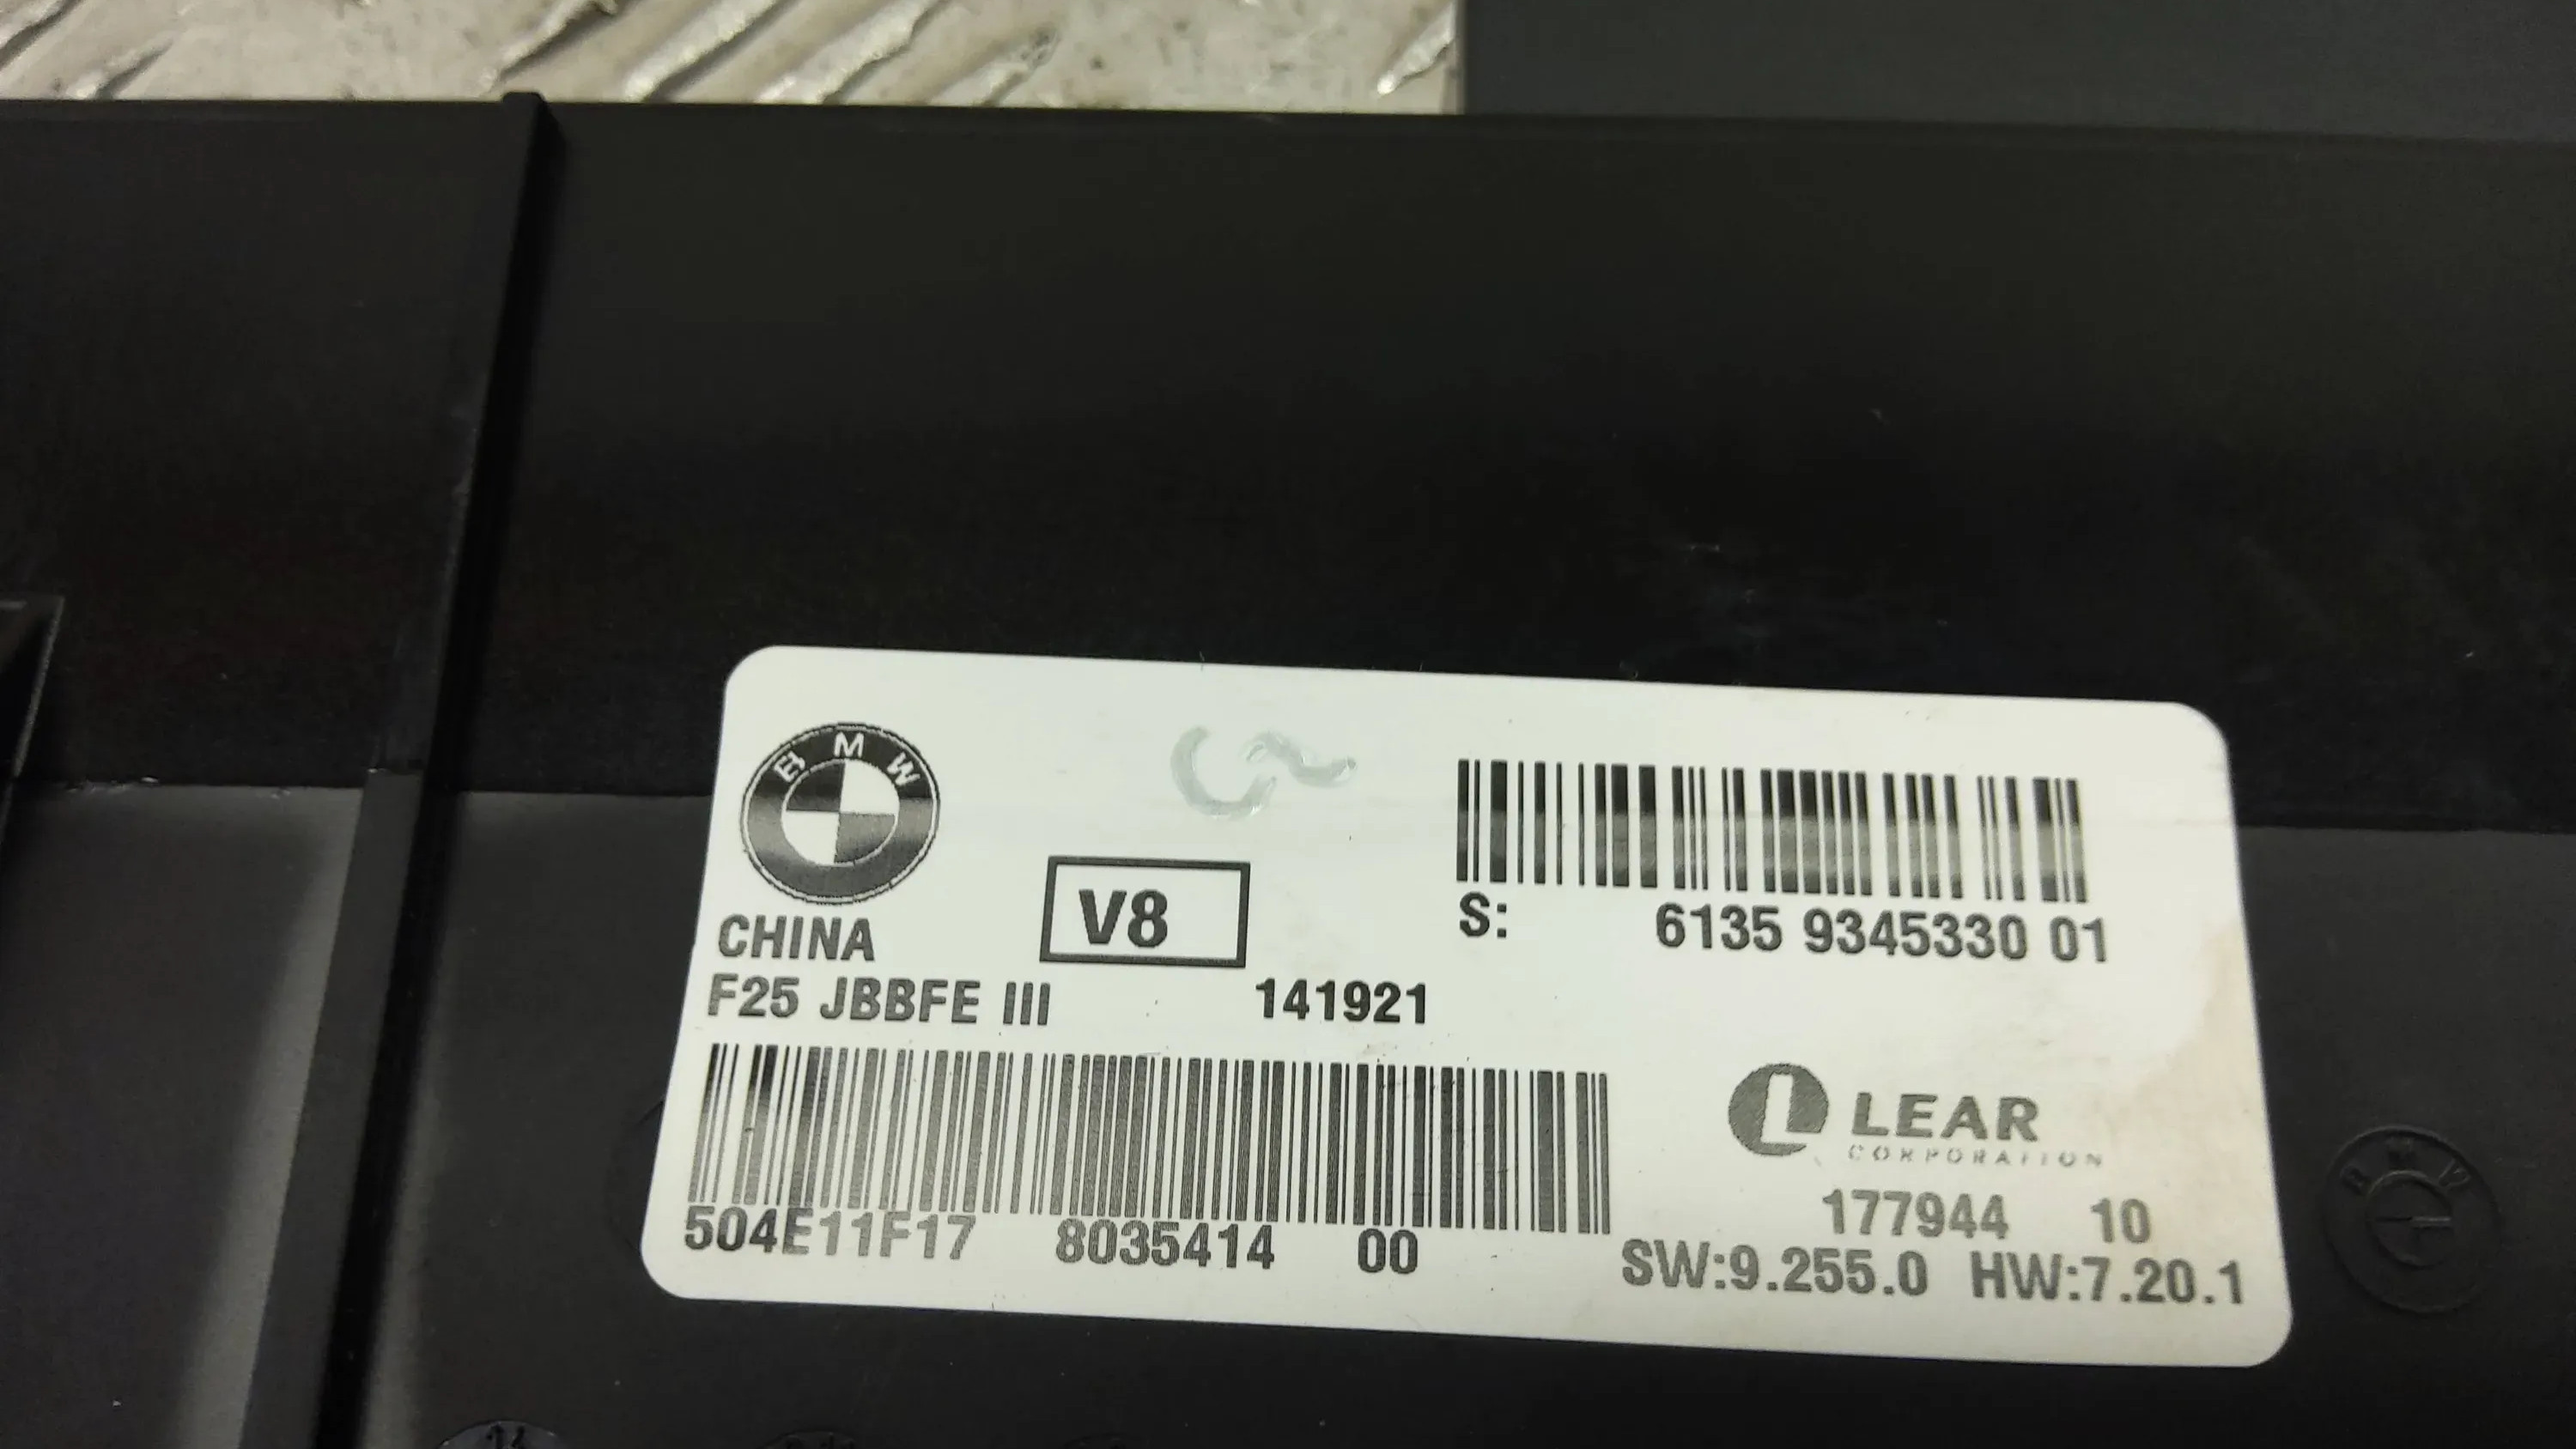 BMW
CHINA
V8
S: 6135 9345330 01
F25 JBBFE III 141921
LEAR
CORPORATION
504E11F17 8035414 00
177944 10
SW:9.255.0 HW:7.20.1
BMW